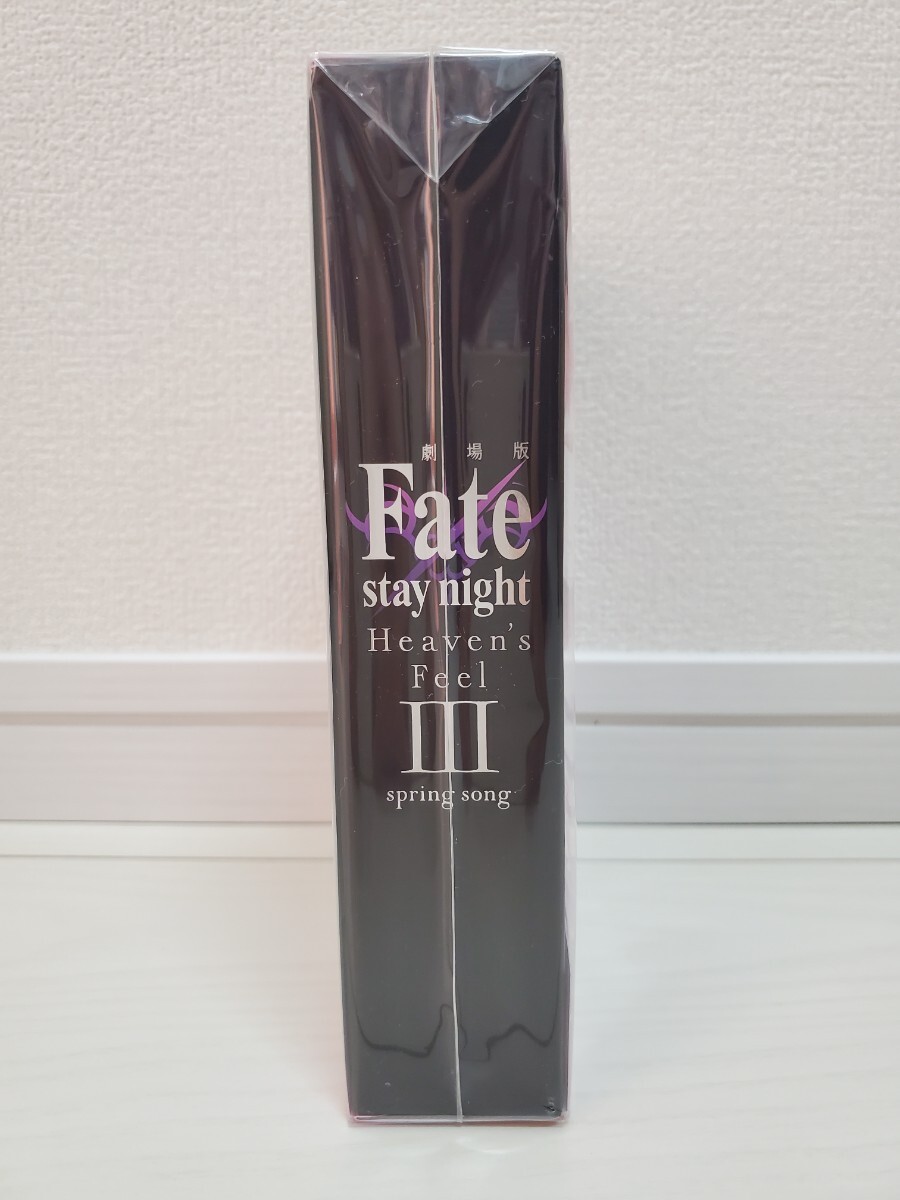 劇場版
Fate
stay night
Heaven's
Feel
III
spring song